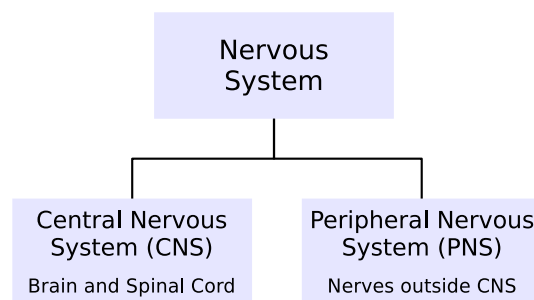 Nervous
System
Central Nervous
System (CNS)
Brain and Spinal Cord
Peripheral Nervous
System (PNS)
Nerves outside CNS